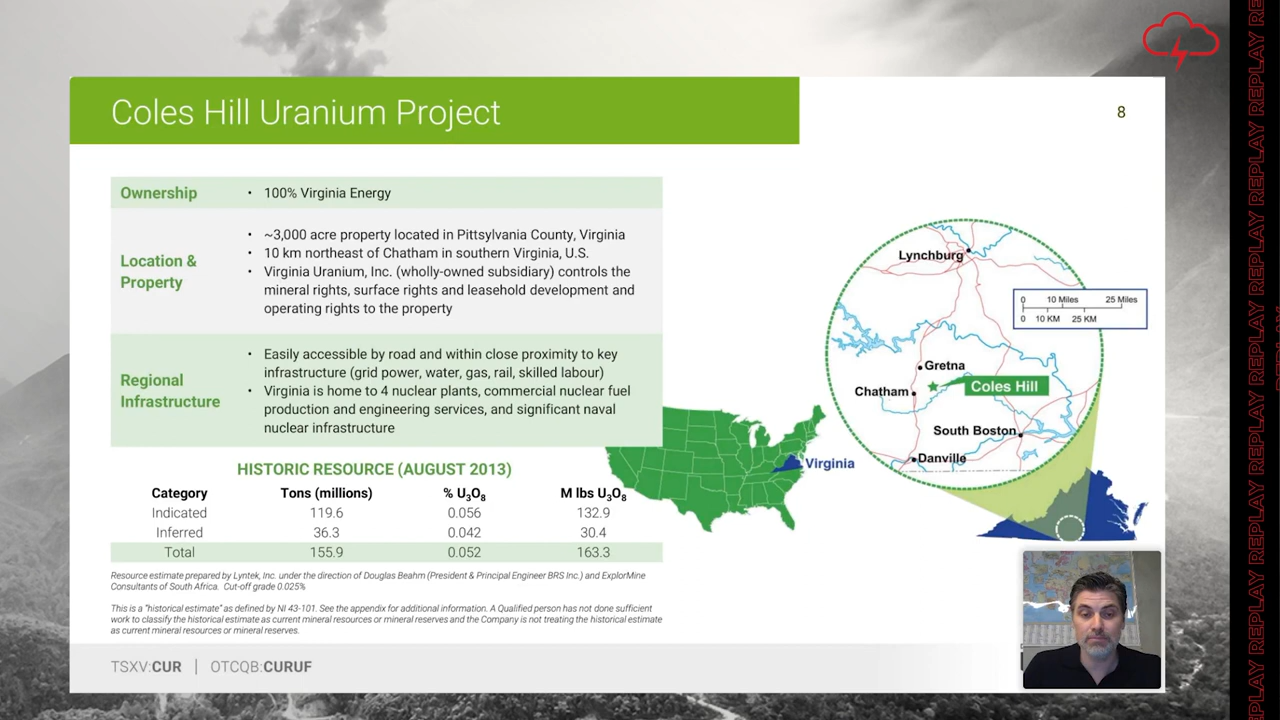 Coles Hill Uranium Project
8
Ownership
• 100% Virginia Energy
Location &
Property
• ~3,000 acre property located in Pittsylvania County, Virginia
• 10 km northeast of Chatham in southern Virginia, U.S.
• Virginia Uranium, Inc. (wholly-owned subsidiary) controls the
mineral rights, surface rights and leasehold development and
operating rights to the property
Regional
Infrastructure
• Easily accessible by road and within close proximity to key
infrastructure (grid power, water, gas, rail, skilled labour)
• Virginia is home to 4 nuclear plants, commercial nuclear fuel
production and engineering services, and significant naval
nuclear infrastructure
HISTORIC RESOURCE (AUGUST 2013)
Category Tons (millions) % U₃O₈ M lbs U₃O₈
Indicated 119.6 0.056 132.9
Inferred 36.3 0.042 30.4
Total 155.9 0.052 163.3
Resource estimate prepared by Lyntek, Inc. under the direction of Douglas Beahm (President & Principal Engineer BRS Inc.) and ExplorMine
Consultants of South Africa. Cut-off grade 0.025%
This is a "historical estimate" as defined by NI 43-101. See the appendix for additional information. A Qualified person has not done sufficient
work to classify the historical estimate as current mineral resources or mineral reserves and the Company is not treating the historical estimate
as current mineral resources or mineral reserves.
Lynchburg
0 10 Miles 25 Miles
0 10 KM 25 KM
Gretna
Coles Hill
Chatham
South Boston
Danville
Virginia
TSXV:CUR | OTCQB:CURUF
REPLAY REPLAY REPLAY REPLAY REPLAY REPLAY REPLAY RE